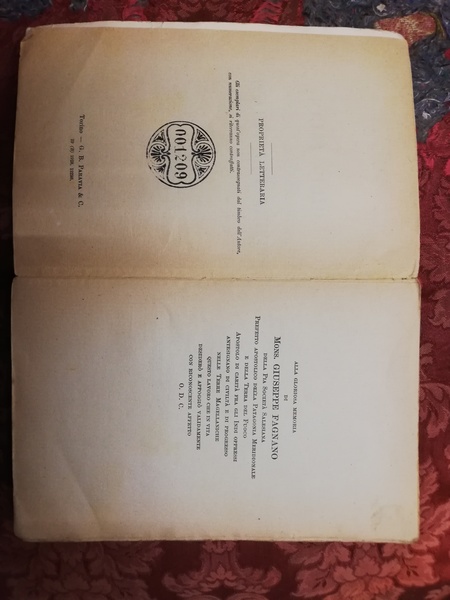 PROPRIETÀ LETTERARIA
Gli esemplari di quest'opera non contrassegnati dal timbro dell'Autore,
con numerazione, si riterranno contraffatti.
001209
Torino — G. B. PARAVIA & C.
ALLA GLORIOSA MEMORIA
DI
MONS. GIUSEPPE FAGNANO
DELLA PIA SOCIETÀ SALESIANA
PREFETTO APOSTOLICO DELLA PATAGONIA MERIDIONALE
E DELLA TERRA DEL FUOCO
APOSTOLO DI CARITÀ FRA GLI INDI OPPRESSI
ANTESIGNANO DI CIVILTÀ E DI PROGRESSO
NELLE TERRE MAGELLANICHE
QUESTO LAVORO CHE IN VITA
DESIDERÒ E APPOGGIÒ VALIDAMENTE
CON RICONOSCENTE AFFETTO
O. D. C.